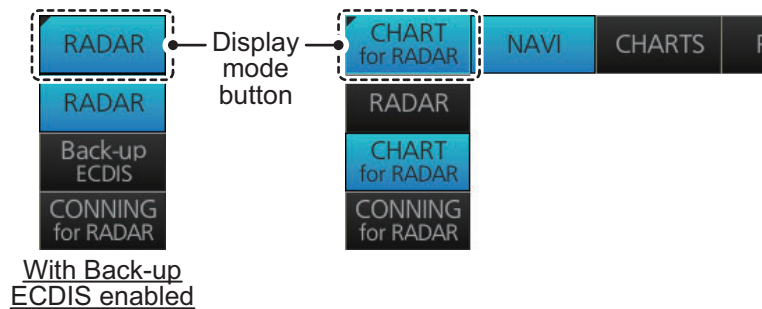 RADAR
RADAR
Back-up
ECDIS
CONNING
for RADAR
With Back-up
ECDIS enabled
Display
mode
button
CHART
for RADAR
NAVI
CHARTS
RADAR
CHART
for RADAR
CONNING
for RADAR